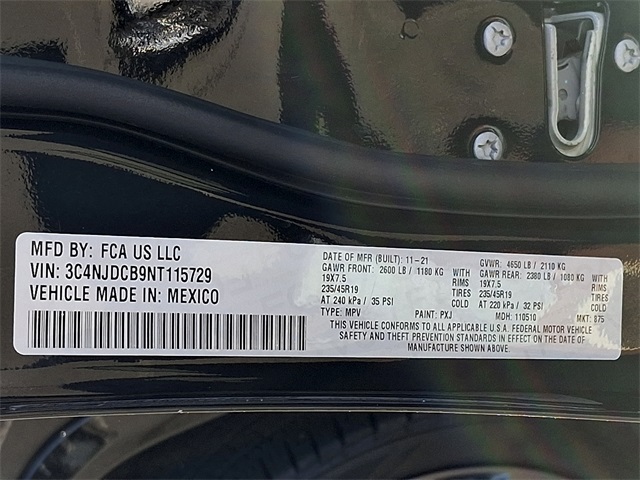 MFD BY: FCA US LLC
VIN: 3C4NJDCB9NT115729
VEHICLE MADE IN: MEXICO
DATE OF MFR (BUILT): 11-21 GVWR: 4650 LB / 2110 KG
GAWR FRONT: 2600 LB / 1180 KG WITH GAWR REAR: 2380 LB / 1080 KG WITH
19X7.5 RIMS 19X7.5 RIMS
235/45R19 TIRES 235/45R19 TIRES
AT 240 kPa / 35 PSI COLD AT 220 kPa / 32 PSI COLD
TYPE: MPV PAINT: PXJ MDH: 110510 MKT: 875
THIS VEHICLE CONFORMS TO ALL APPLICABLE U.S.A. FEDERAL MOTOR VEHICLE
SAFETY AND THEFT PREVENTION STANDARDS IN EFFECT ON THE DATE OF
MANUFACTURE SHOWN ABOVE.